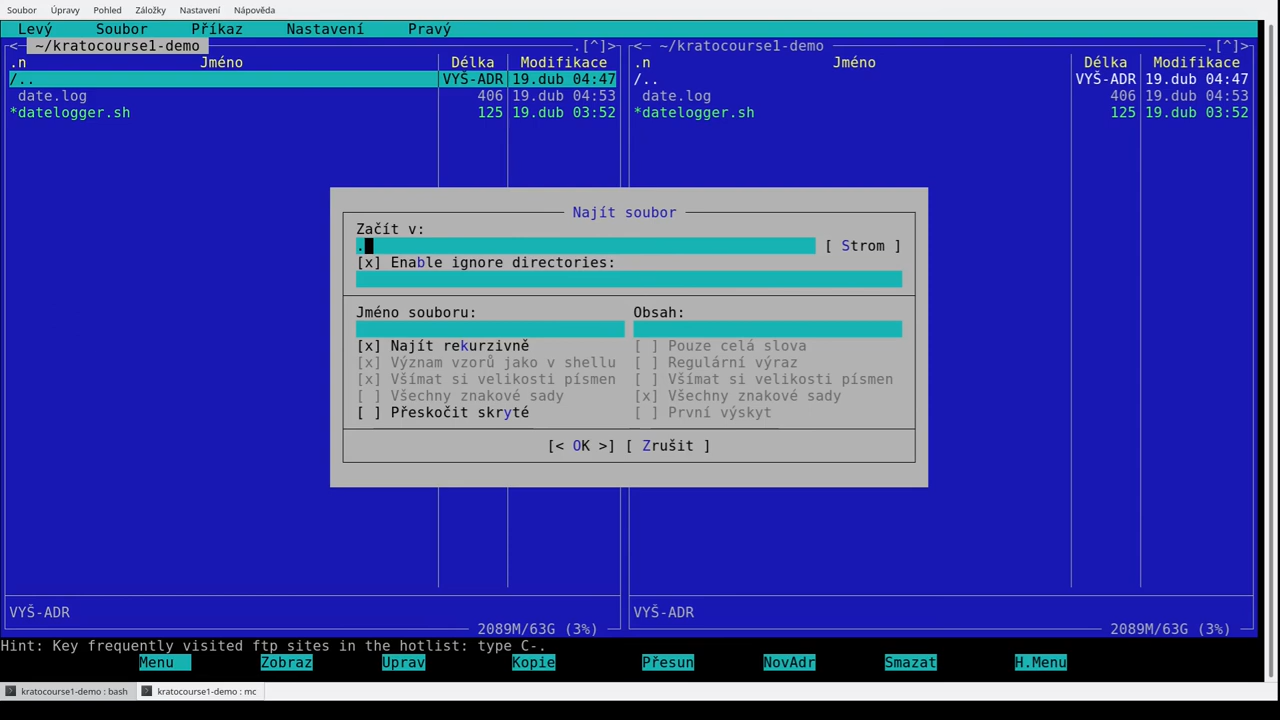 Soubor Úpravy Pohled Záložky Nastavení Nápověda
Levý Soubor Příkaz Nastavení Pravý
<─ ~/kratocourse1-demo .[^]> <─ ~/kratocourse1-demo .[^]>
.n Jméno Délka Modifikace .n Jméno Délka Modifikace
/.. VYŠ-ADR 19.dub 04:47 /.. VYŠ-ADR 19.dub 04:47
date.log 406 19.dub 04:53 date.log 406 19.dub 04:53
*datelogger.sh 125 19.dub 03:52 *datelogger.sh 125 19.dub 03:52
Najít soubor
Začít v:
. [ Strom ]
[x] Enable ignore directories:
Jméno souboru: Obsah:
[x] Najít rekurzivně [ ] Pouze celá slova
[x] Význam vzorů jako v shellu [ ] Regulární výraz
[x] Všímat si velikosti písmen [ ] Všímat si velikosti písmen
[ ] Všechny znakové sady [x] Všechny znakové sady
[ ] Přeskočit skryté [ ] První výskyt
[< OK >] [ Zrušit ]
VYŠ-ADR VYŠ-ADR
2089M/63G (3%) 2089M/63G (3%)
Hint: Key frequently visited ftp sites in the hotlist: type C-.
Menu Zobraz Uprav Kopie Přesun NovAdr Smazat H.Menu
kratocourse1-demo : bash kratocourse1-demo : mc